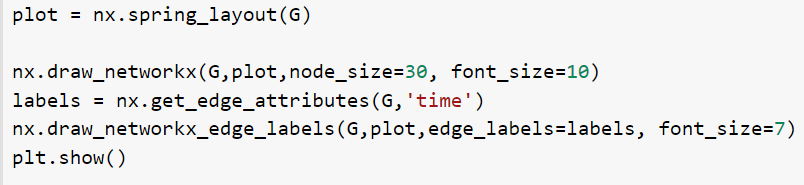 plot = nx.spring_layout(G)
nx.draw_networkx(G,plot,node_size=30, font_size=10)
labels = nx.get_edge_attributes(G,'time')
nx.draw_networkx_edge_labels(G,plot,edge_labels=labels, font_size=7)
plt.show()